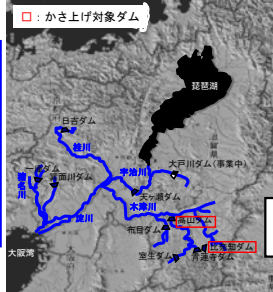 □：かさ上げ対象ダム
琵琶湖
日吉ダム
桂川
大戸川ダム（事業中）
宇治川
一庫ダム
箕面川ダム
猪名川
天ヶ瀬ダム
木津川
淀川
高山ダム
布目ダム
大阪湾
比奈知ダム
室生ダム
青蓮寺ダム